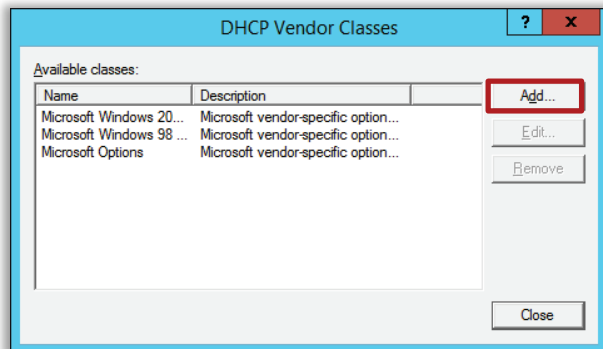 DHCP Vendor Classes
? x
Available classes:
Name Description
Add...
Microsoft Windows 20... Microsoft vendor-specific option...
Microsoft Windows 98 ... Microsoft vendor-specific option...
Edit...
Microsoft Options Microsoft vendor-specific option...
Remove
Close